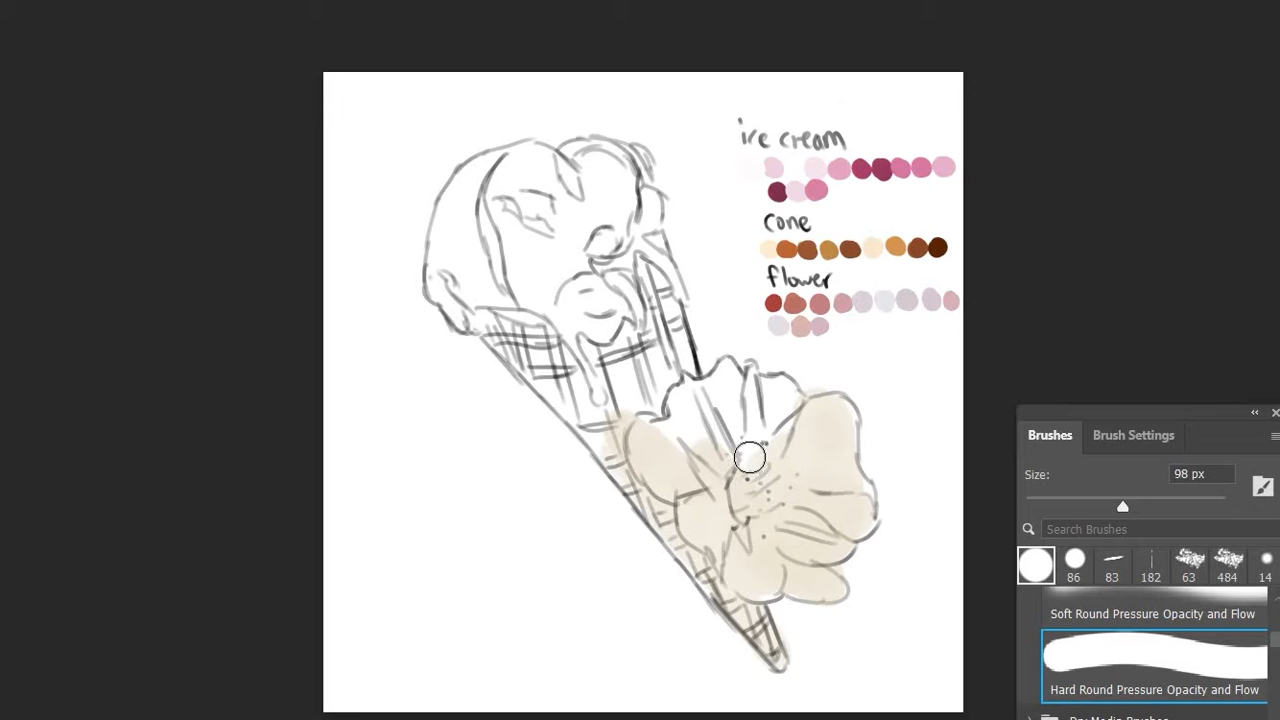 ice cream
cone
flower
Brushes
Brush Settings
Size:
98 px
Search Brushes
86
83
182
63
484
14
Soft Round Pressure Opacity and Flow
Hard Round Pressure Opacity and Flow